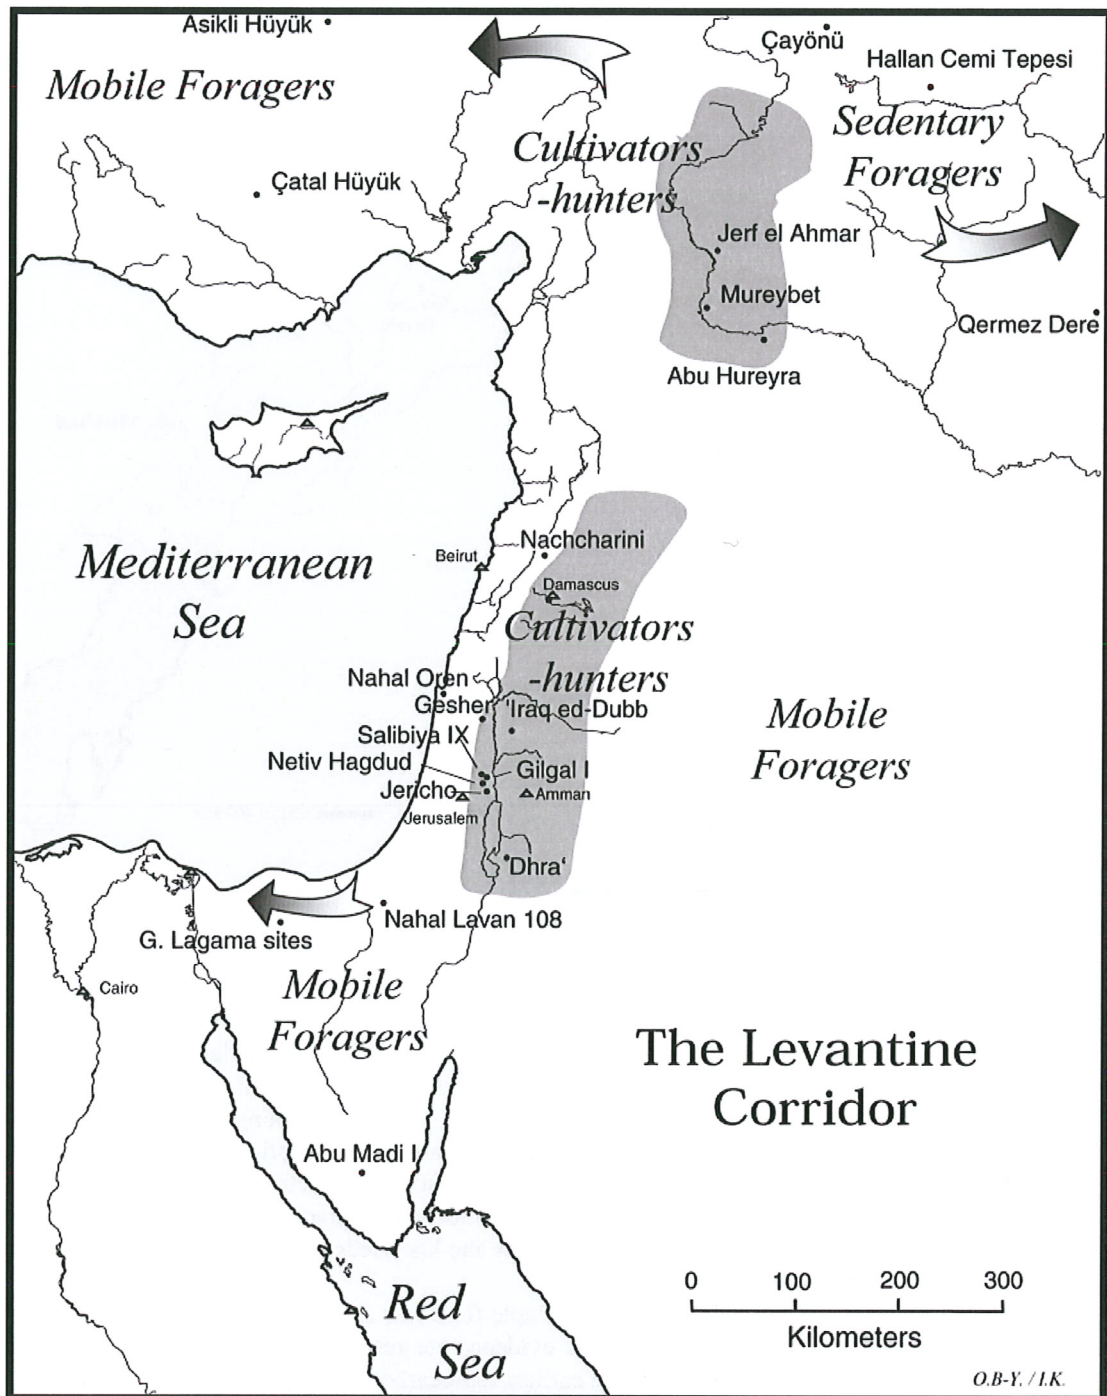 Asikli Hüyük
Çayönü
Hallan Cemi Tepesi
Mobile Foragers
Cultivators
-hunters
Sedentary
Foragers
Çatal Hüyük
Jerf el Ahmar
Mureybet
Qermez Dere
Abu Hureyra
Nachcharini
Beirut
Damascus
Mediterranean
Sea
Cultivators
-hunters
Nahal Oren
Gesher
'Iraq ed-Dubb
Salibiya IX
Netiv Hagdud
Gilgal I
Jericho
Amman
Jerusalem
Mobile
Foragers
'Dhra'
Nahal Lavan 108
G. Lagama sites
Cairo
Mobile
Foragers
The Levantine
Corridor
Abu Madi I
Red
Sea
0 100 200 300
Kilometers
O.B-Y. / I.K.